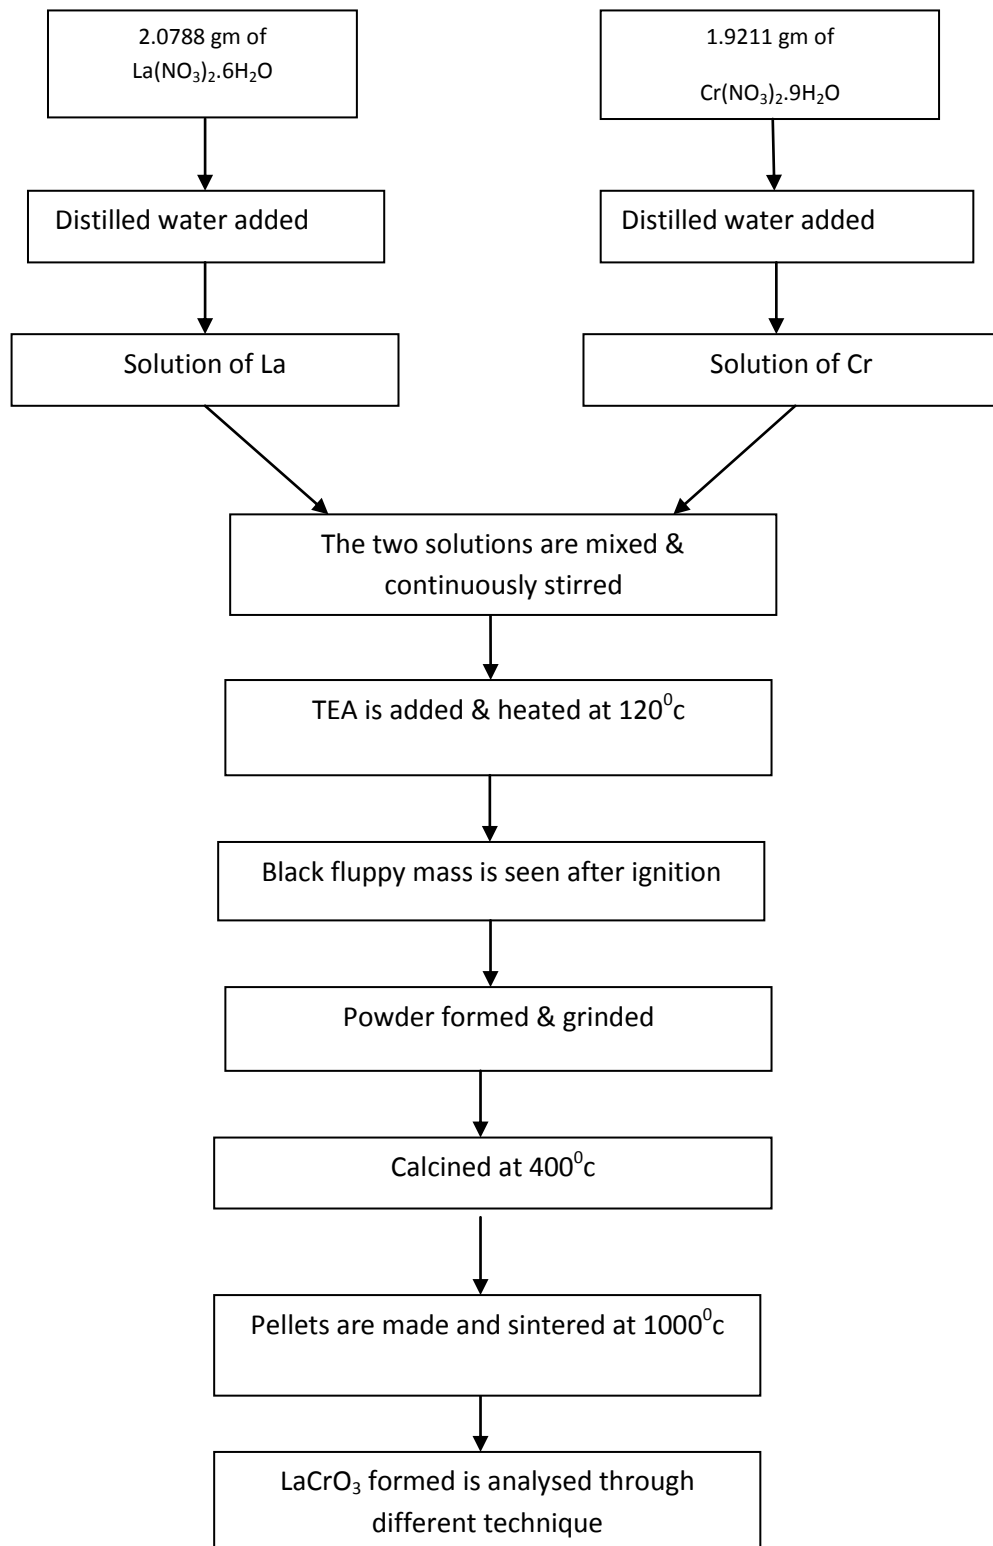 2.0788 gm of
La(NO₃)₂.6H₂O
1.9211 gm of
Cr(NO₃)₂.9H₂O
Distilled water added
Distilled water added
Solution of La
Solution of Cr
The two solutions are mixed &
continuously stirred
TEA is added & heated at 120⁰c
Black fluppy mass is seen after ignition
Powder formed & grinded
Calcined at 400⁰c
Pellets are made and sintered at 1000⁰c
LaCrO₃ formed is analysed through
different technique